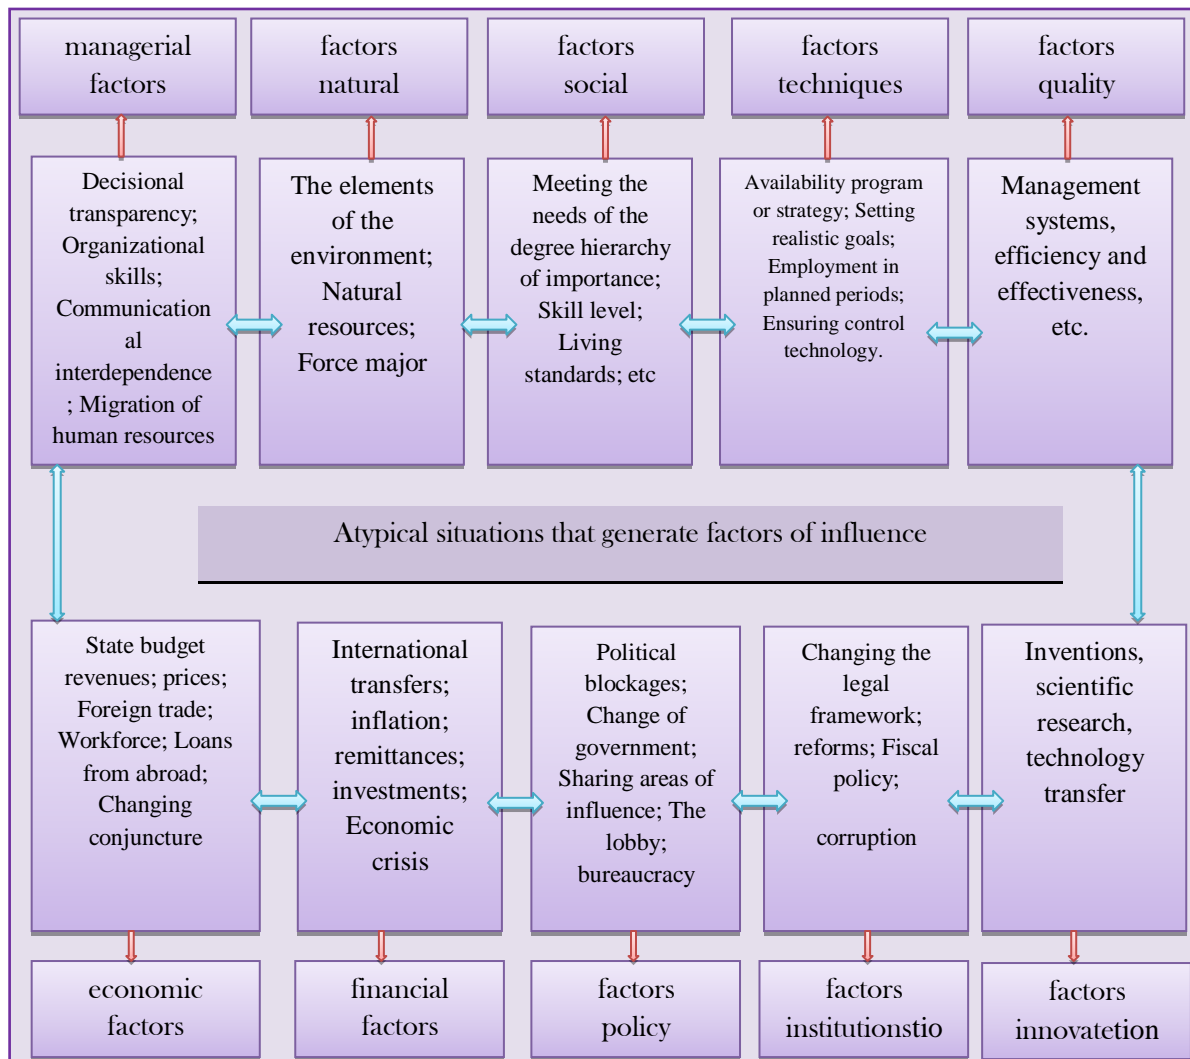 managerial
factors
factors
natural
factors
social
factors
techniques
factors
quality
Decisional
transparency;
Organizational
skills;
Communication
al
interdependence
; Migration of
human resources
The elements
of the
environment;
Natural
resources;
Force major
Meeting the
needs of the
degree hierarchy
of importance;
Skill level;
Living
standards; etc
Availability program
or strategy; Setting
realistic goals;
Employment in
planned periods;
Ensuring control
technology.
Management
systems,
efficiency and
effectiveness,
etc.
Atypical situations that generate factors of influence
State budget
revenues; prices;
Foreign trade;
Workforce; Loans
from abroad;
Changing
conjuncture
International
transfers;
inflation;
remittances;
investments;
Economic
crisis
Political
blockages;
Change of
government;
Sharing areas of
influence; The
lobby;
bureaucracy
Changing the
legal
framework;
reforms; Fiscal
policy;
corruption
Inventions,
scientific
research,
technology
transfer
economic
factors
financial
factors
factors
policy
factors
institutionstio
factors
innovatetion